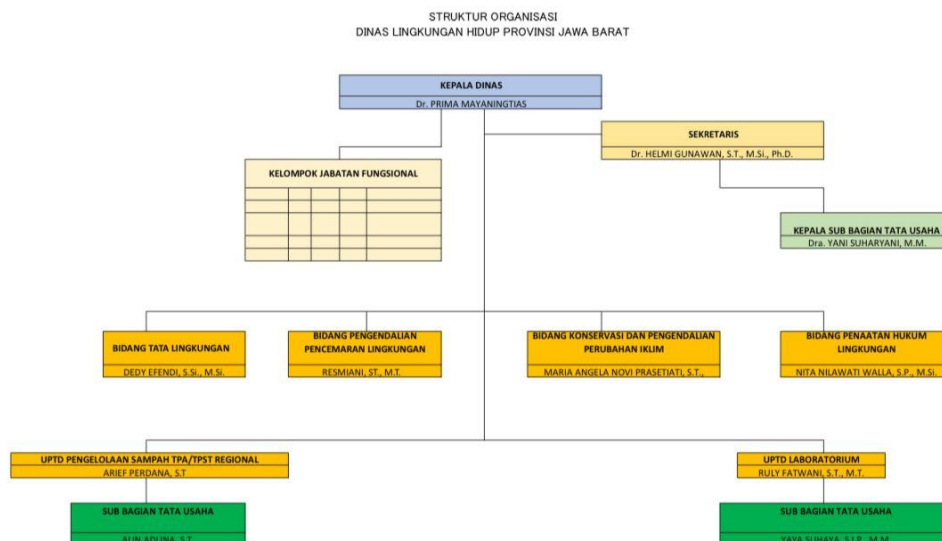 STRUKTUR ORGANISASI
DINAS LINGKUNGAN HIDUP PROVINSI JAWA BARAT
KEPALA DINAS
Dr. PRIMA MAYANINGTIAS
SEKRETARIS
Dr. HELMI GUNAWAN, S.T., M.Si., Ph.D.
KELOMPOK JABATAN FUNGSIONAL
KEPALA SUB BAGIAN TATA USAHA
Dra. YANI SUHARYANI, M.M.
BIDANG TATA LINGKUNGAN
DEDY EFENDI, S.Si., M.Si.
BIDANG PENGENDALIAN
PENCEMARAN LINGKUNGAN
RESMIANI, ST., M.T.
BIDANG KONSERVASI DAN PENGENDALIAN
PERUBAHAN IKLIM
MARIA ANGELA NOVI PRASETIATI, S.T.,
BIDANG PENAATAN HUKUM
LINGKUNGAN
NITA NILAWATI WALLA, S.P., M.Si.
UPTD PENGELOLAAN SAMPAH TPA/TPST REGIONAL
ARIEF PERDANA, S.T
UPTD LABORATORIUM
RULY FATWANI, S.T., M.T.
SUB BAGIAN TATA USAHA
S.T.
SUB BAGIAN TATA USAHA
YAYA SUHAYA, S.I.P., M.M.